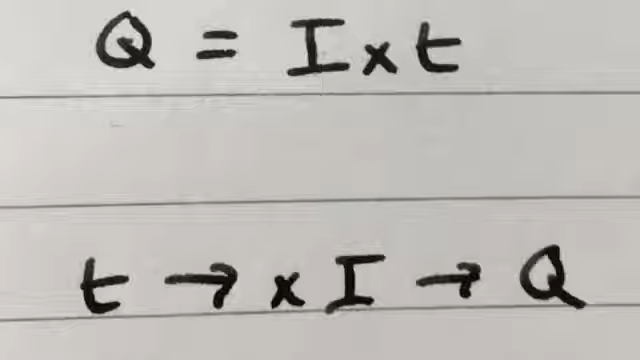 Q = I x t
t → x I → Q